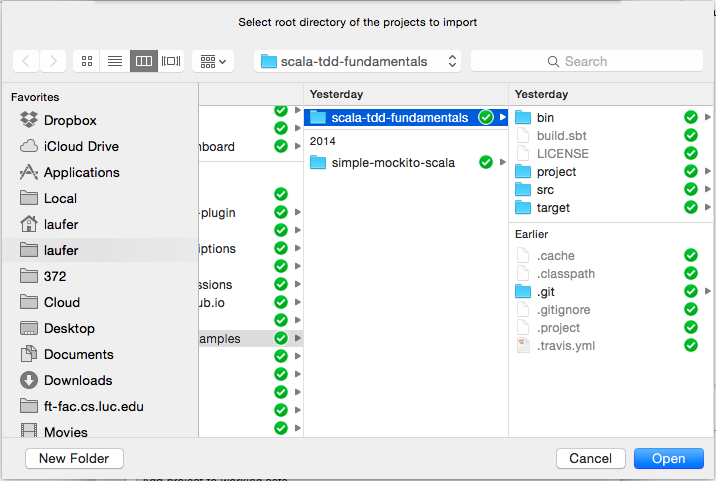 Select root directory of the projects to import
scala-tdd-fundamentals
Search
Favorites
Dropbox
iCloud Drive
Applications
Local
laufer
laufer
372
Cloud
Desktop
Documents
Downloads
ft-fac.cs.luc.edu
Movies
nboard
-plugin
riptions
ssions
ub.io
amples
Yesterday
scala-tdd-fundamentals
2014
simple-mockito-scala
Yesterday
bin
build.sbt
LICENSE
project
src
target
Earlier
.cache
.classpath
.git
.gitignore
.project
.travis.yml
New Folder
Cancel
Open